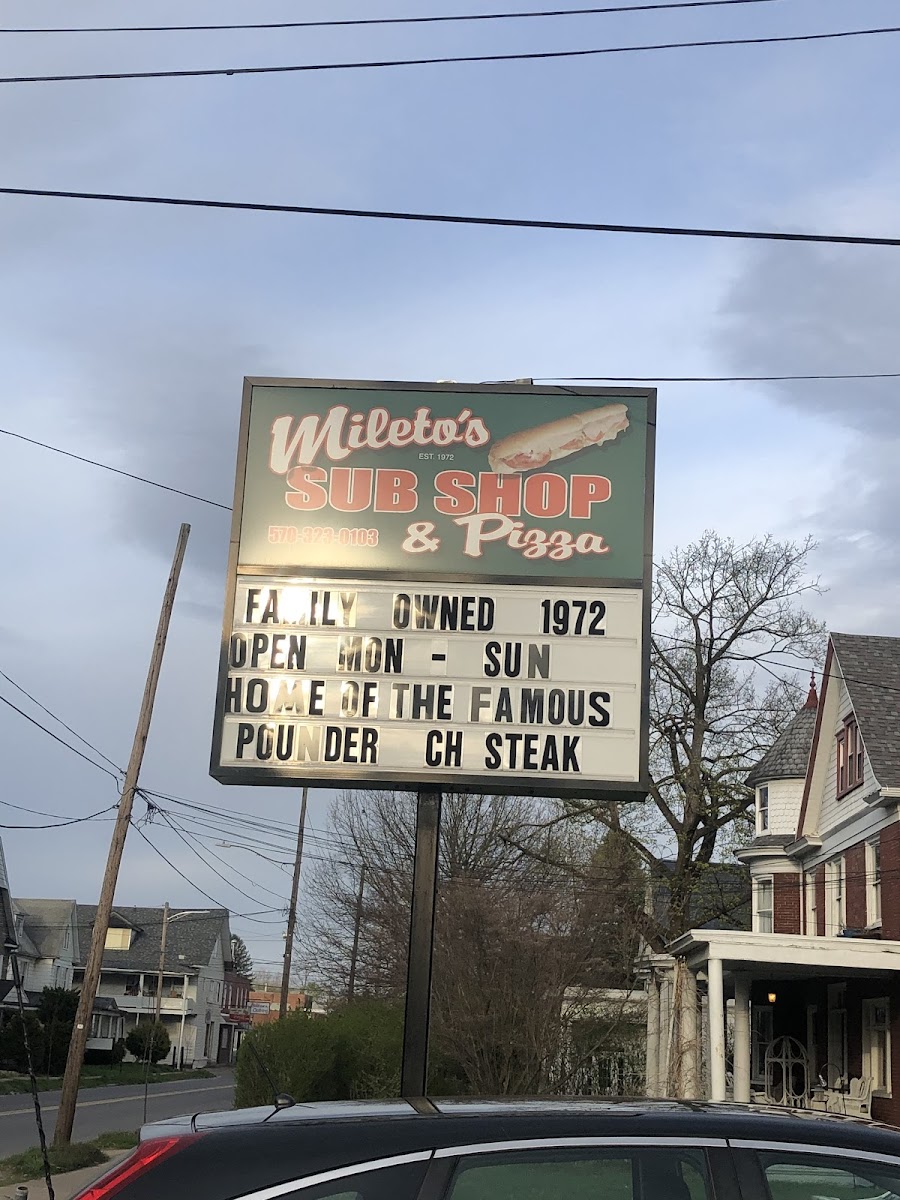 Mileto's
EST. 1972
SUB SHOP
570-323-0103 & Pizza
FAMILY OWNED 1972
OPEN MON - SUN
HOME OF THE FAMOUS
POUNDER CH STEAK